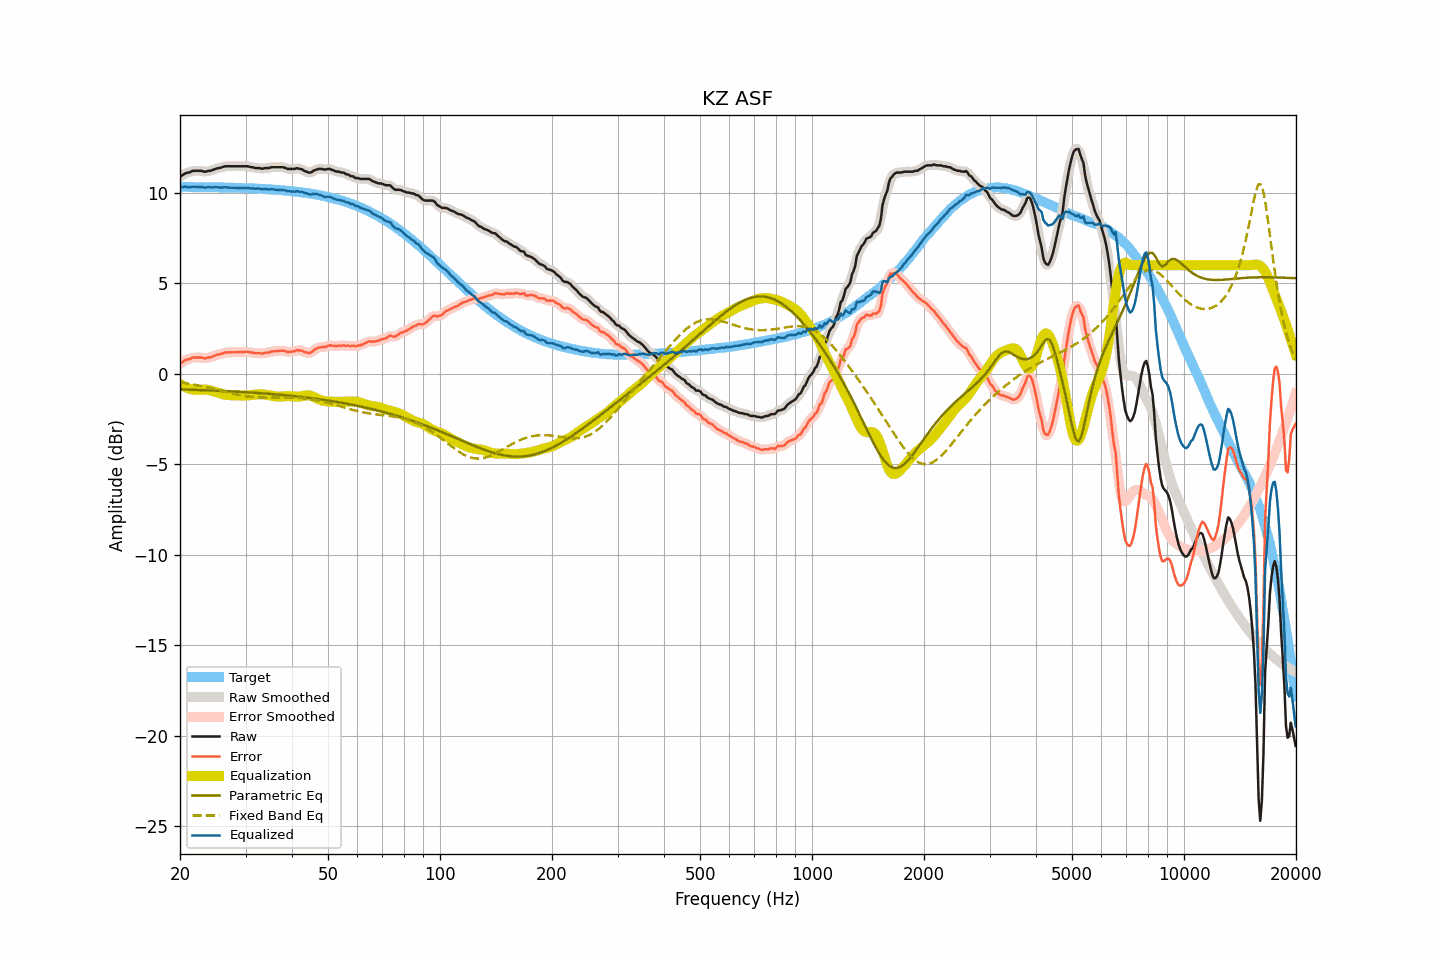 KZ ASF
Amplitude (dBr)
10
5
0
−5
−10
−15
−20
−25
Target
Raw Smoothed
Error Smoothed
Raw
Error
Equalization
Parametric Eq
Fixed Band Eq
Equalized
20 50 100 200 500 1000 2000 5000 10000 20000
Frequency (Hz)